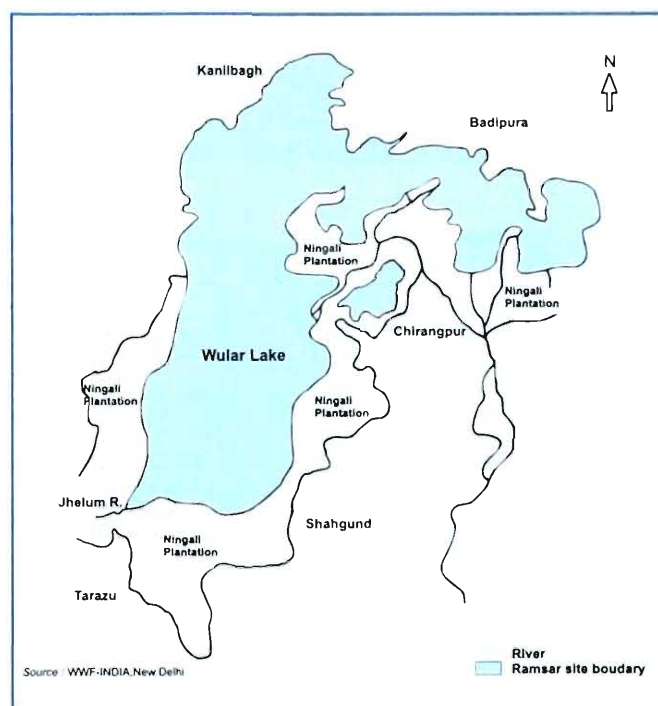 Kanilbagh
N
Badipura
Ningali
Plantation
Ningali
Plantation
Chirangpur
Wular Lake
Ningali
Plantation
Ningali
Plantation
Jhelum R.
Shahgund
Ningali
Plantation
Tarazu
River
Ramsar site boudary
Source : WWF-INDIA,New Delhi